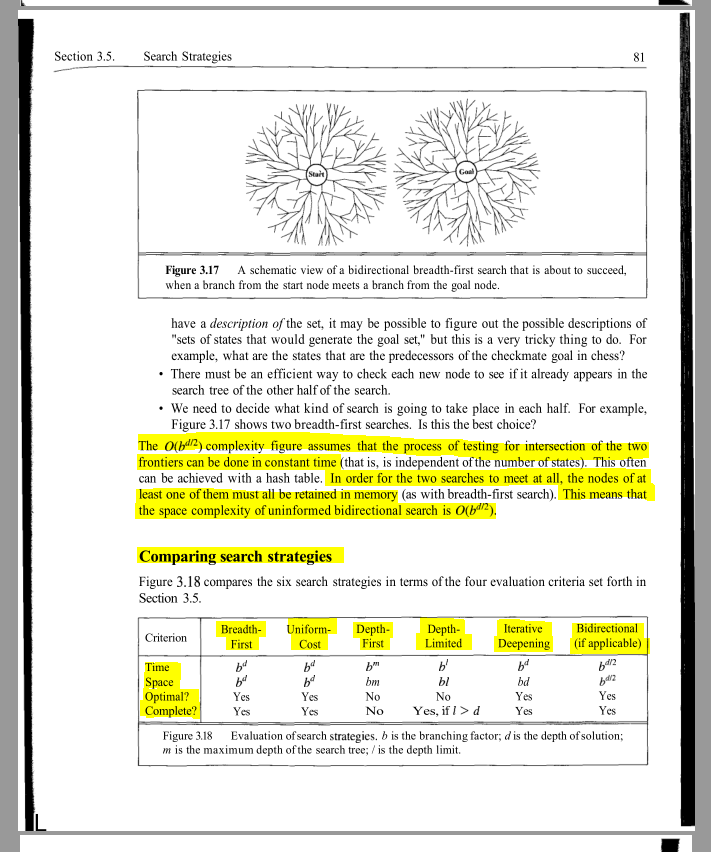 Section 3.5. Search Strategies 81
Start
Goal
Figure 3.17 A schematic view of a bidirectional breadth-first search that is about to succeed,
when a branch from the start node meets a branch from the goal node.
have a description of the set, it may be possible to figure out the possible descriptions of
"sets of states that would generate the goal set," but this is a very tricky thing to do. For
example, what are the states that are the predecessors of the checkmate goal in chess?
• There must be an efficient way to check each new node to see if it already appears in the
search tree of the other half of the search.
• We need to decide what kind of search is going to take place in each half. For example,
Figure 3.17 shows two breadth-first searches. Is this the best choice?
The O(b^{d/2}) complexity figure assumes that the process of testing for intersection of the two
frontiers can be done in constant time (that is, is independent of the number of states). This often
can be achieved with a hash table. In order for the two searches to meet at all, the nodes of at
least one of them must all be retained in memory (as with breadth-first search). This means that
the space complexity of uninformed bidirectional search is O(b^{d/2}).
Comparing search strategies
Figure 3.18 compares the six search strategies in terms of the four evaluation criteria set forth in
Section 3.5.
Criterion Breadth- Uniform- Depth- Depth- Iterative Bidirectional
First Cost First Limited Deepening (if applicable)
Time b^d b^d b^m b^l b^d b^{d/2}
Space b^d b^d bm bl bd b^{d/2}
Optimal? Yes Yes No No Yes Yes
Complete? Yes Yes No Yes, if l > d Yes Yes
Figure 3.18 Evaluation of search strategies. b is the branching factor; d is the depth of solution;
m is the maximum depth of the search tree; / is the depth limit.